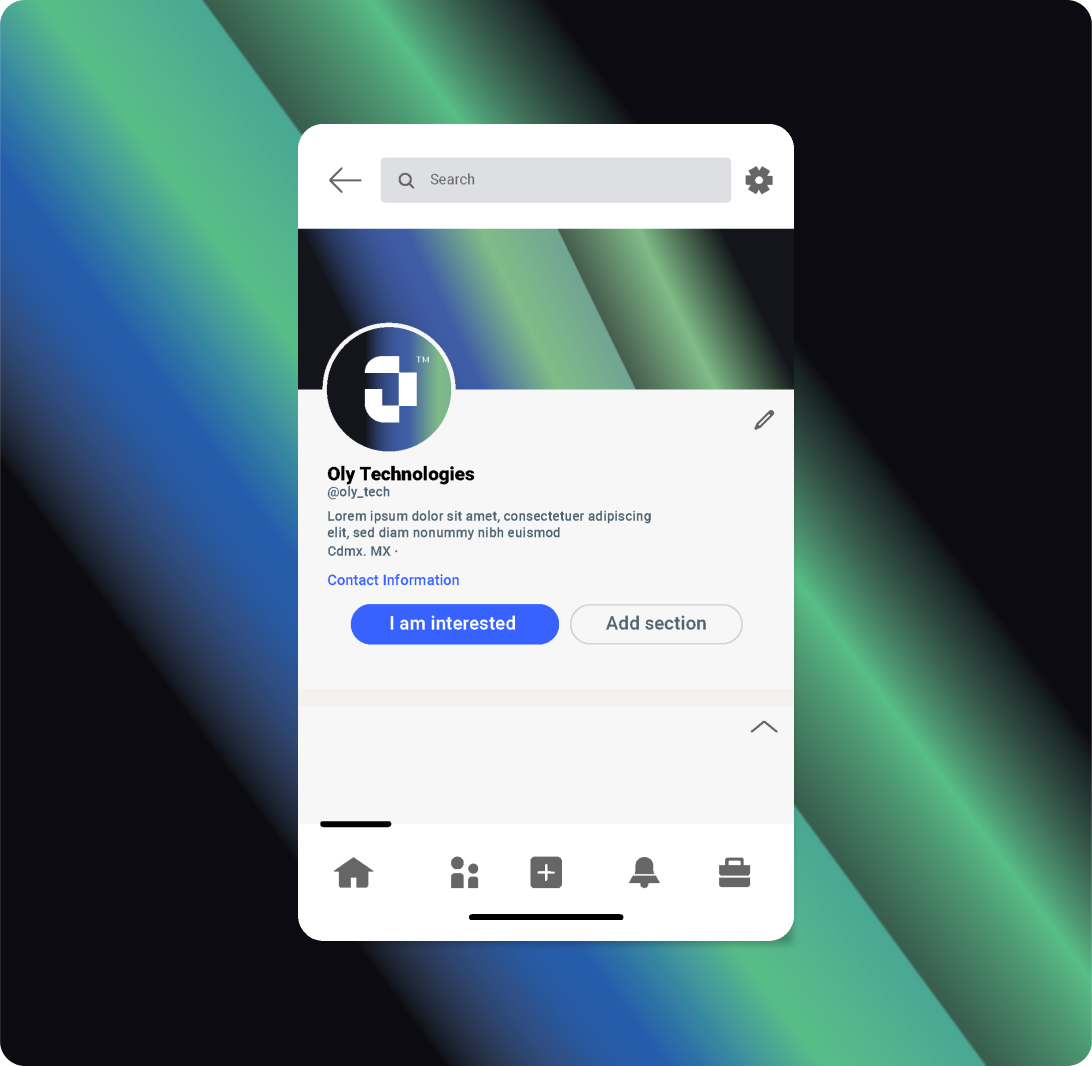 Search
TM
Oly Technologies
@oly_tech
Lorem ipsum dolor sit amet, consectetuer adipiscing
elit, sed diam nonummy nibh euismod
Cdmx. MX ·
Contact Information
I am interested
Add section